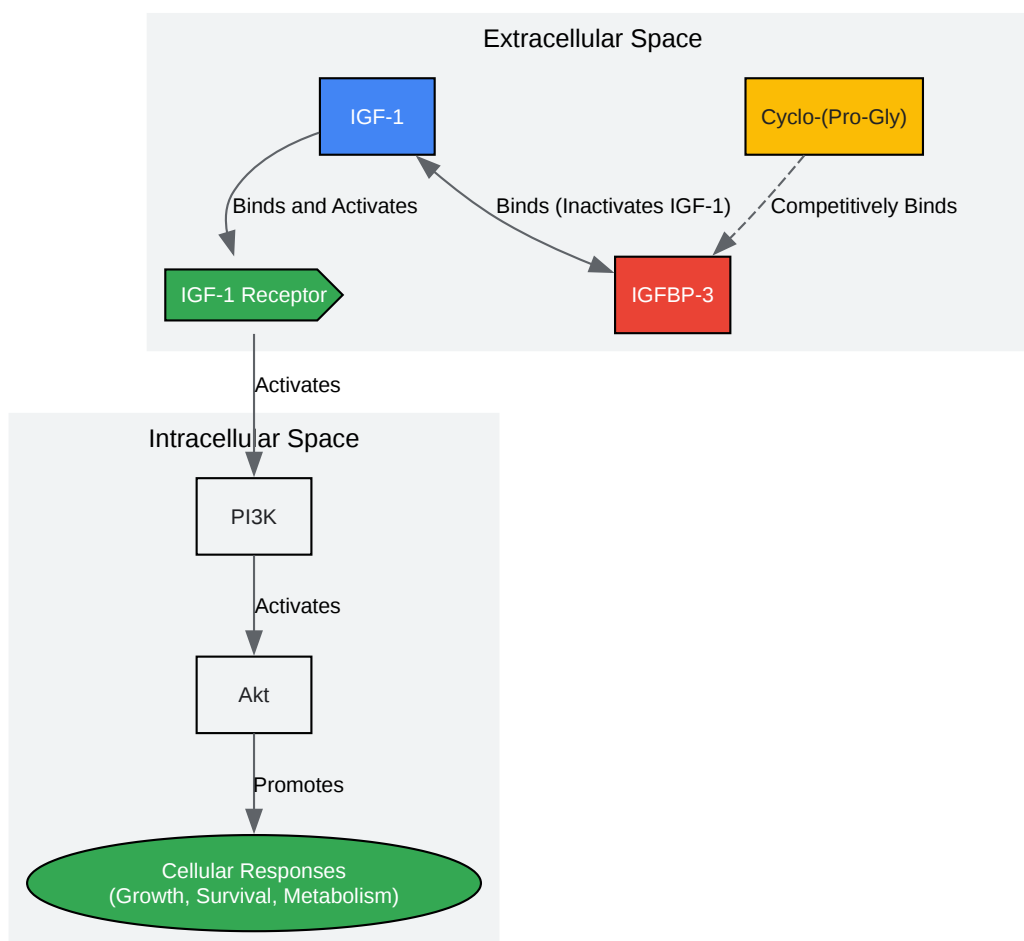 Extracellular Space
IGF-1
Cyclo-(Pro-Gly)
Binds and Activates
Binds (Inactivates IGF-1)
Competitively Binds
IGF-1 Receptor
IGFBP-3
Activates
Intracellular Space
PI3K
Activates
Akt
Promotes
Cellular Responses
(Growth, Survival, Metabolism)